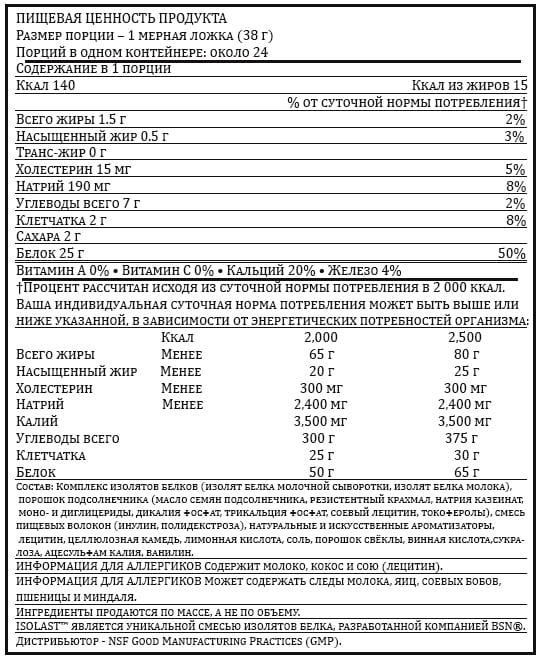 ПИЩЕВАЯ ЦЕННОСТЬ ПРОДУКТА
РАЗМЕР ПОРЦИИ – 1 МЕРНАЯ ЛОЖКА (38 Г)
ПОРЦИЙ В ОДНОМ КОНТЕЙНЕРЕ: ОКОЛО 24
СОДЕРЖАНИЕ В 1 ПОРЦИИ
ККАЛ 140 ККАЛ ИЗ ЖИРОВ 15
% ОТ СУТОЧНОЙ НОРМЫ ПОТРЕБЛЕНИЯ†
ВСЕГО ЖИРЫ 1.5 Г 2%
НАСЫЩЕННЫЙ ЖИР 0.5 Г 3%
ТРАНС-ЖИР 0 Г
ХОЛЕСТЕРИН 15 МГ 5%
НАТРИЙ 190 МГ 8%
УГЛЕВОДЫ ВСЕГО 7 Г 2%
КЛЕТЧАТКА 2 Г 8%
САХАРА 2 Г
БЕЛОК 25 Г 50%
ВИТАМИН А 0% • ВИТАМИН С 0% • КАЛЬЦИЙ 20% • ЖЕЛЕЗО 4%
†ПРОЦЕНТ РАССЧИТАН ИСХОДЯ ИЗ СУТОЧНОЙ НОРМЫ ПОТРЕБЛЕНИЯ В 2 000 ККАЛ.
ВАША ИНДИВИДУАЛЬНАЯ СУТОЧНАЯ НОРМА ПОТРЕБЛЕНИЯ МОЖЕТ БЫТЬ ВЫШЕ ИЛИ
НИЖЕ УКАЗАННОЙ, В ЗАВИСИМОСТИ ОТ ЭНЕРГЕТИЧЕСКИХ ПОТРЕБНОСТЕЙ ОРГАНИЗМА:
ККАЛ 2,000 2,500
ВСЕГО ЖИРЫ МЕНЕЕ 65 Г 80 Г
НАСЫЩЕННЫЙ ЖИР МЕНЕЕ 20 Г 25 Г
ХОЛЕСТЕРИН МЕНЕЕ 300 МГ 300 МГ
НАТРИЙ МЕНЕЕ 2,400 МГ 2,400 МГ
КАЛИЙ 3,500 МГ 3,500 МГ
УГЛЕВОДЫ ВСЕГО 300 Г 375 Г
КЛЕТЧАТКА 25 Г 30 Г
БЕЛОК 50 Г 65 Г
СОСТАВ: КОМПЛЕКС ИЗОЛЯТОВ БЕЛКОВ (ИЗОЛЯТ БЕЛКА МОЛОЧНОЙ СЫВОРОТКИ, ИЗОЛЯТ БЕЛКА МОЛОКА),
ПОРОШОК ПОДСОЛНЕЧНИКА (МАСЛО СЕМЯН ПОДСОЛНЕЧНИКА, РЕЗИСТЕНТНЫЙ КРАХМАЛ, НАТРИЯ КАЗЕИНАТ,
МОНО- И ДИГЛИЦЕРИДЫ, ДИКАЛИЯ ФОСФАТ, ТРИКАЛЬЦИЯ ФОСФАТ, СОЕВЫЙ ЛЕЦИТИН, ТОКОФЕРОЛЫ), СМЕСЬ
ПИЩЕВЫХ ВОЛОКОН (ИНУЛИН, ПОЛИДЕКСТРОЗА), НАТУРАЛЬНЫЕ И ИСКУССТВЕННЫЕ АРОМАТИЗАТОРЫ,
ЛЕЦИТИН, ЦЕЛЛЮЛОЗНАЯ КАМЕДЬ, ЛИМОННАЯ КИСЛОТА, СОЛЬ, ПОРОШОК СВЁКЛЫ, ВИННАЯ КИСЛОТА,СУКРА-
ЛОЗА, АЦЕСУЛЬФАМ КАЛИЯ, ВАНИЛИН.
ИНФОРМАЦИЯ ДЛЯ АЛЛЕРГИКОВ СОДЕРЖИТ МОЛОКО, КОКОС И СОЮ (ЛЕЦИТИН).
ИНФОРМАЦИЯ ДЛЯ АЛЛЕРГИКОВ МОЖЕТ СОДЕРЖАТЬ СЛЕДЫ МОЛОКА, ЯИЦ, СОЕВЫХ БОБОВ,
ПШЕНИЦЫ И МИНДАЛЯ.
ИНГРЕДИЕНТЫ ПРОДАЮТСЯ ПО МАССЕ, А НЕ ПО ОБЪЕМУ.
ISOLAST™ ЯВЛЯЕТСЯ УНИКАЛЬНОЙ СМЕСЬЮ ИЗОЛЯТОВ БЕЛКА, РАЗРАБОТАННОЙ КОМПАНИЕЙ BSN®.
ДИСТРИБЬЮТОР - NSF GOOD MANUFACTURING PRACTICES (GMP).